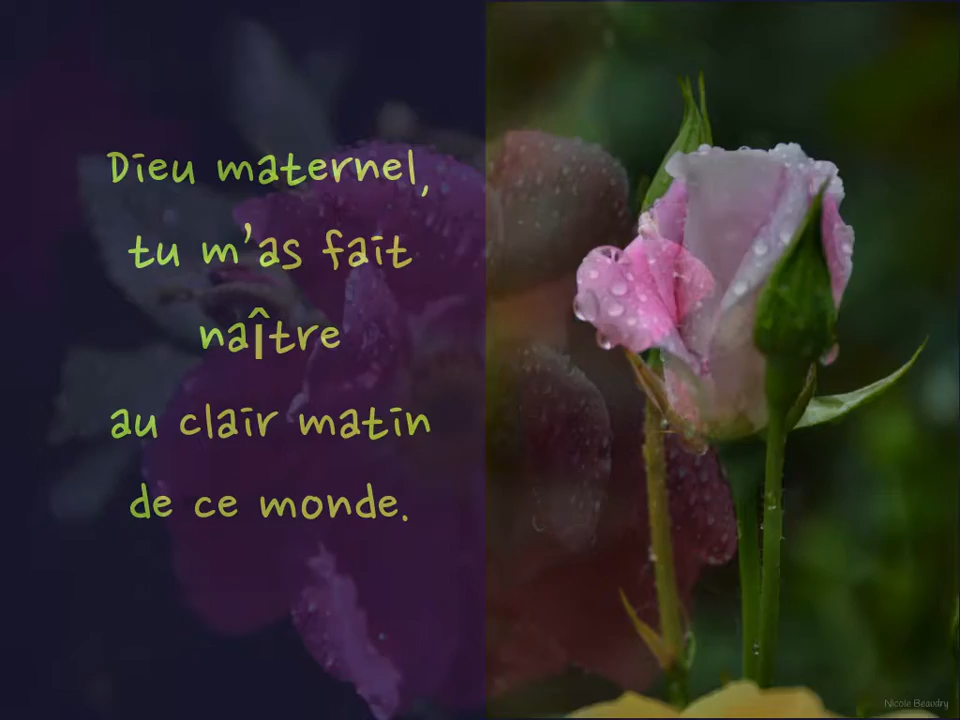 Dieu maternel,
tu m'as fait
naître
au clair matin
de ce monde.
Nicole Beaudry